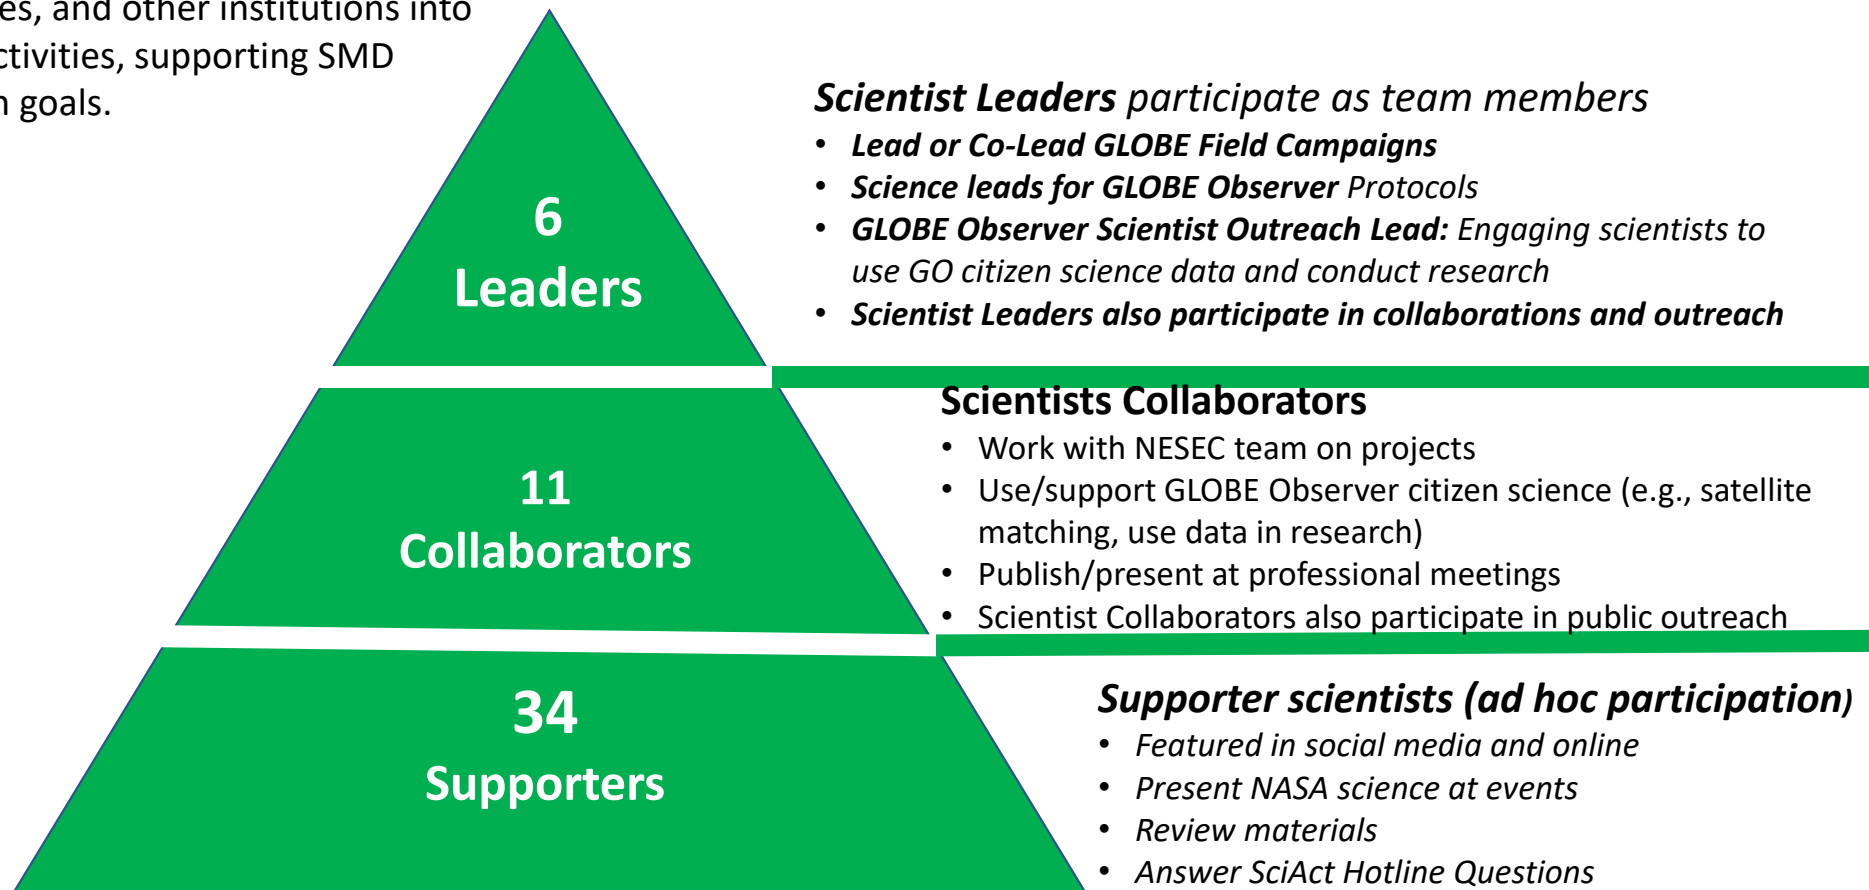 es, and other institutions into
ctivities, supporting SMD
n goals.
6
Leaders
Scientist Leaders participate as team members
• Lead or Co-Lead GLOBE Field Campaigns
• Science leads for GLOBE Observer Protocols
• GLOBE Observer Scientist Outreach Lead: Engaging scientists to
use GO citizen science data and conduct research
• Scientist Leaders also participate in collaborations and outreach
11
Collaborators
Scientists Collaborators
• Work with NESEC team on projects
• Use/support GLOBE Observer citizen science (e.g., satellite
matching, use data in research)
• Publish/present at professional meetings
• Scientist Collaborators also participate in public outreach
34
Supporters
Supporter scientists (ad hoc participation)
• Featured in social media and online
• Present NASA science at events
• Review materials
• Answer SciAct Hotline Questions